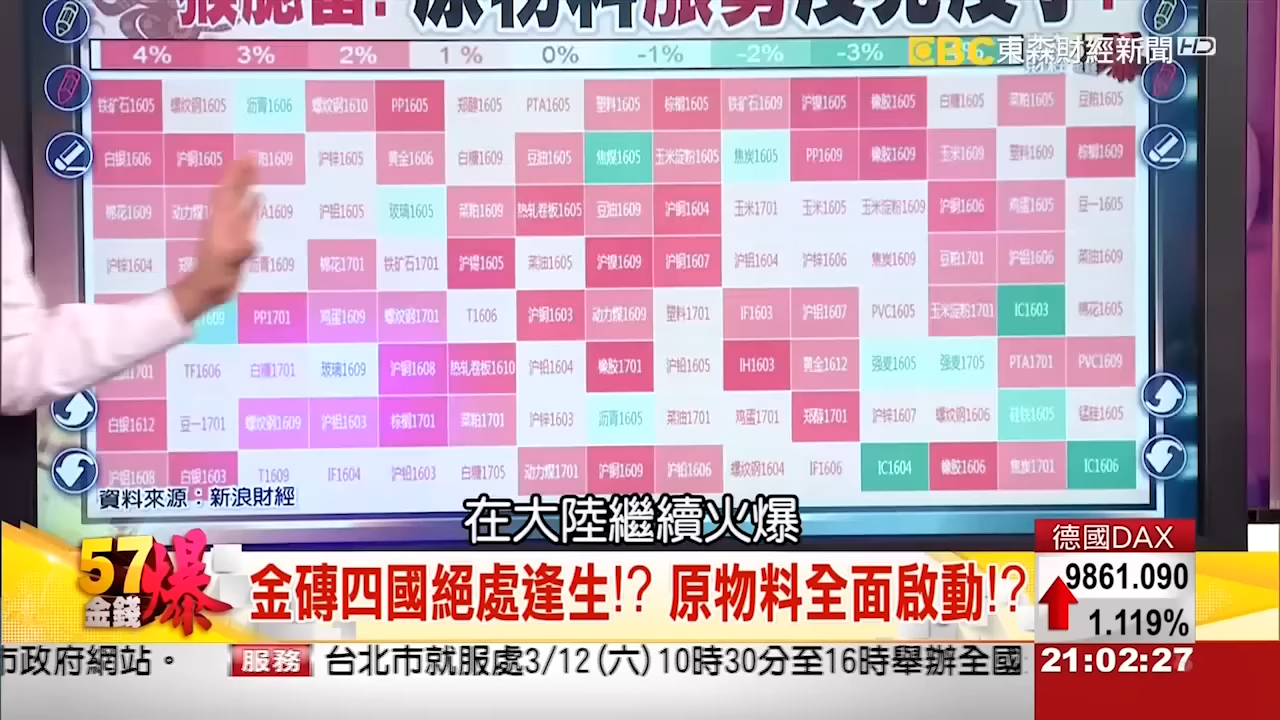 4% 3% 2% 1% 0% -1% -2% -3%
EBC 東森財經新聞 HD
铁矿石1605 螺纹钢1605 沥青1606 螺纹钢1610 PP1605 郑醇1605 PTA1605 塑料1605 棕榈1605 铁矿石1609 沪镍1605 橡胶1605 白糖1605 菜粕1605 豆粕1605
白银1606 沪铜1605 1609 沪锌1605 黄金1606 白糖1609 豆油1605 焦煤1605 玉米淀粉1605 焦炭1605 PP1609 橡胶1609 玉米1609 塑料1609 棕榈1609
棉花1609 动力煤1 TA1609 沪铝1605 玻璃1605 菜粕1609 热轧卷板1605 豆油1609 沪铜1604 玉米1701 玉米1605 玉米淀粉1609 沪铜1606 鸡蛋1605 豆一1605
沪锌1604 沥青1609 棉花1701 铁矿石1701 沪锡1605 菜油1605 沪镍1609 沪铜1607 沪铝1604 沪锌1606 焦炭1609 豆粕1701 沪铝1606 菜油1609
1609 PP1701 鸡蛋1609 螺纹钢1701 T1606 沪铜1603 动力煤1609 塑料1701 IF1603 沪铝1607 PVC1605 玉米淀粉1701 IC1603 棉花1605
1701 TF1606 白糖1701 玻璃1609 沪铜1608 热轧卷板1610 沪铅1604 橡胶1701 沪铅1605 IH1603 黄金1612 强麦1605 强麦1705 PTA1701 PVC1609
白银1612 豆一1701 螺纹钢1609 沪铝1603 棕榈1701 菜粕1701 沪锌1603 沥青1605 菜油1701 鸡蛋1701 郑醇1701 沪锌1607 螺纹钢1606 硅铁1605 锰硅1605
沪铝1608 白银1603 T1609 IF1604 沪铅1603 白糖1705 动力煤1701 沪铜1609 沪铅1606 螺纹钢1604 IF1606 IC1604 橡胶1606 焦炭1701 IC1606
資料來源：新浪財經
在大陸繼續火爆
57
金錢
爆
金磚四國絕處逢生!? 原物料全面啟動!?
德國DAX
9861.090
1.119%
市政府網站。 服務 台北市就服處3/12(六)10時30分至16時舉辦全國
21:02:27